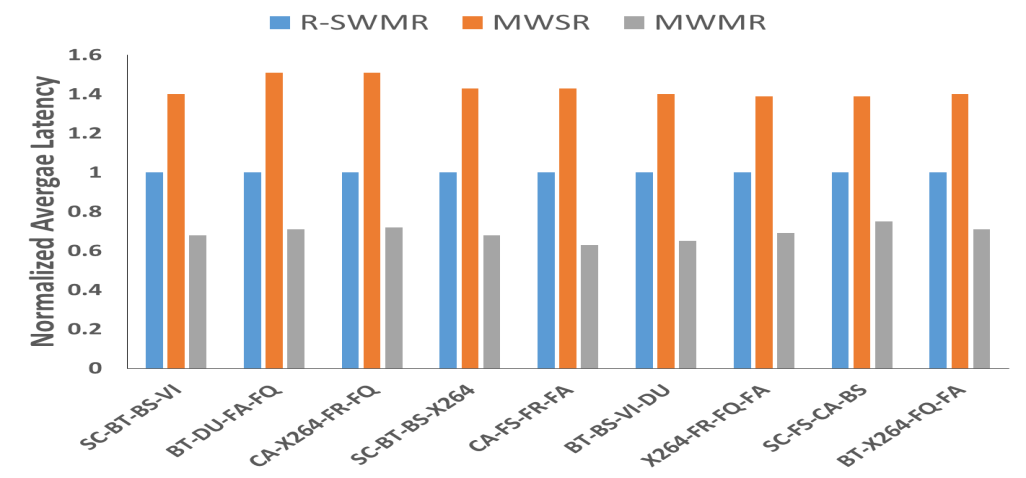 R-SWMR MWSR MWMR
Normalized Avergae Latency
1.6
1.4
1.2
1
0.8
0.6
0.4
0.2
0
SC-BT-BS-VI
BT-DU-FA-FQ
CA-X264-FR-FQ
SC-BT-BS-X264
CA-FS-FR-FA
BT-BS-VI-DU
X264-FR-FQ-FA
SC-FS-CA-BS
BT-X264-FQ-FA